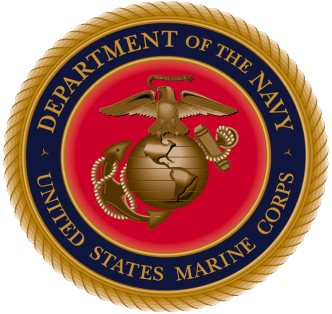 DEPARTMENT OF THE NAVY
UNITED STATES MARINE CORPS